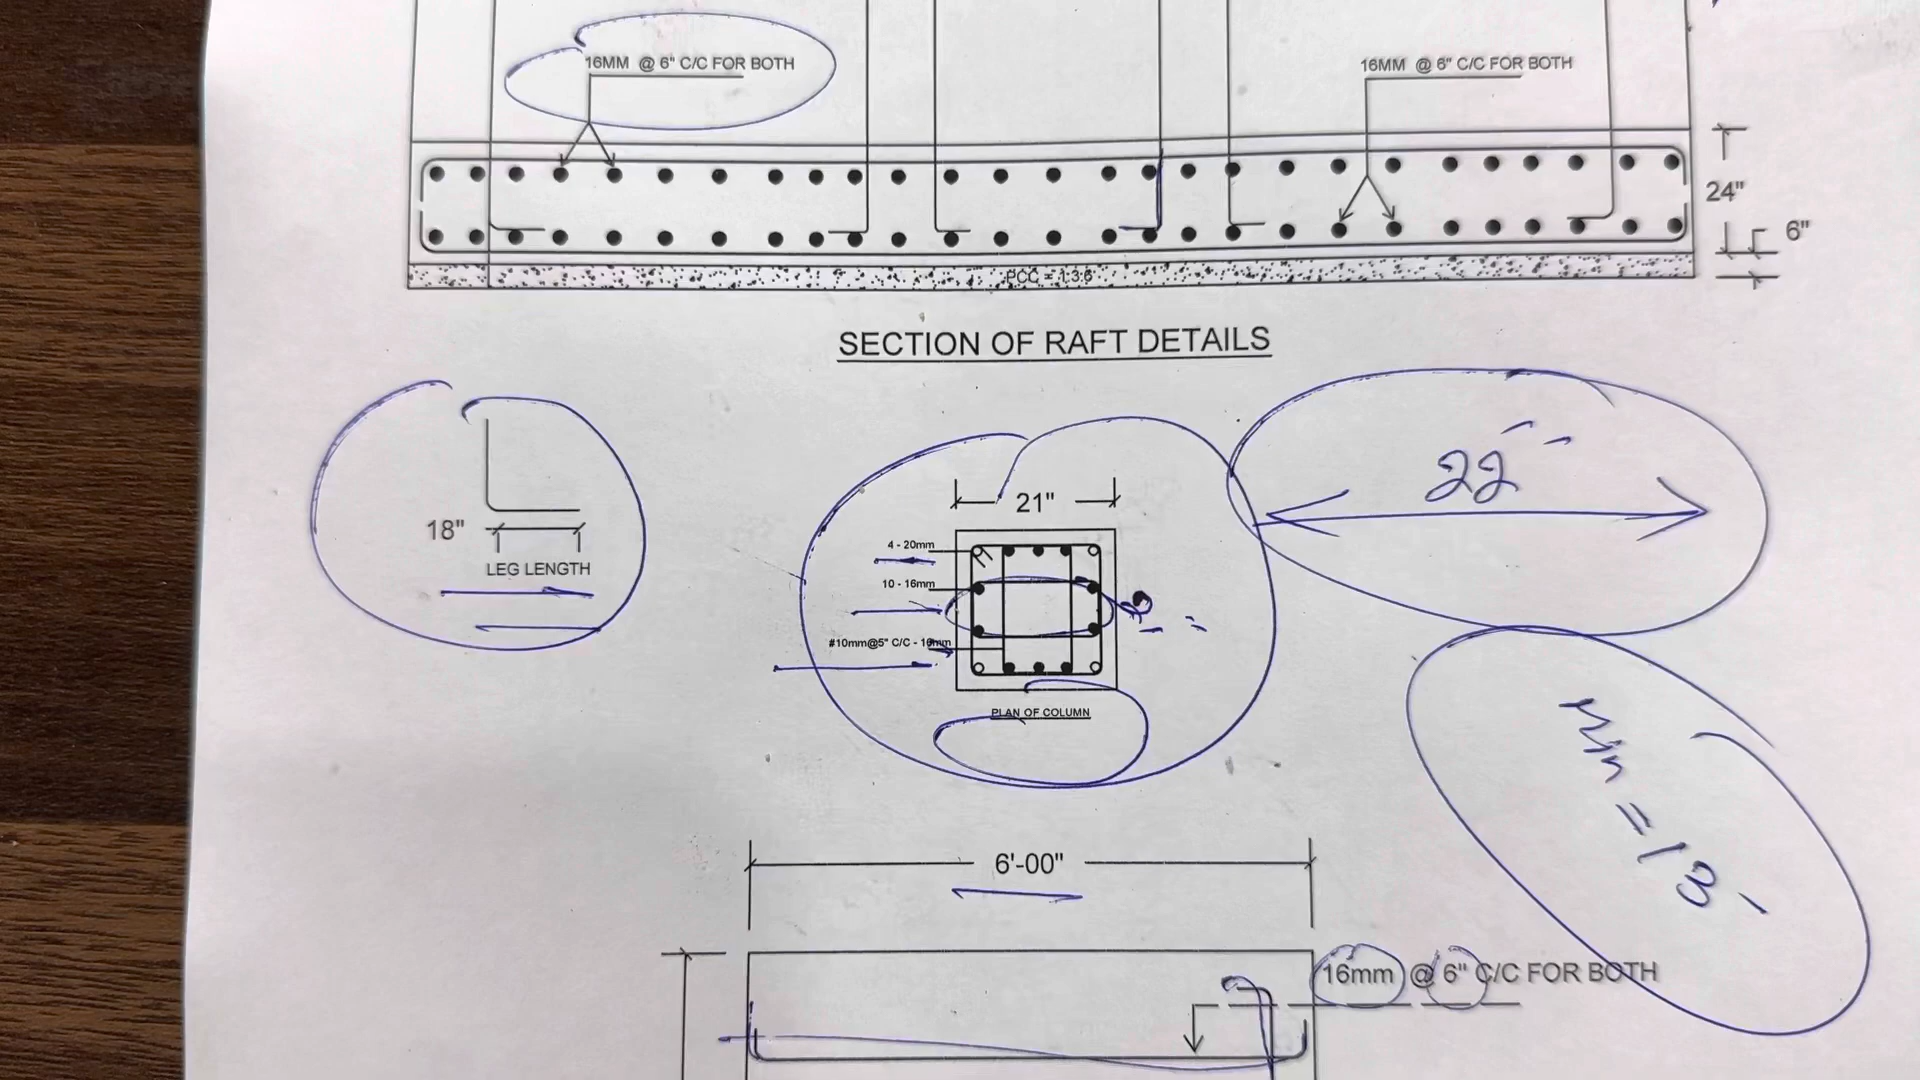 16MM @ 6" C/C FOR BOTH
16MM @ 6" C/C FOR BOTH
24"
6"
PCC = 1:3:6
SECTION OF RAFT DETAILS
22"
21"
18"
LEG LENGTH
4 - 20mm
10 - 16mm
#10mm@5" C/C - 16mm
PLAN OF COLUMN
Min = 13'
6'-00"
16mm @ 6" C/C FOR BOTH